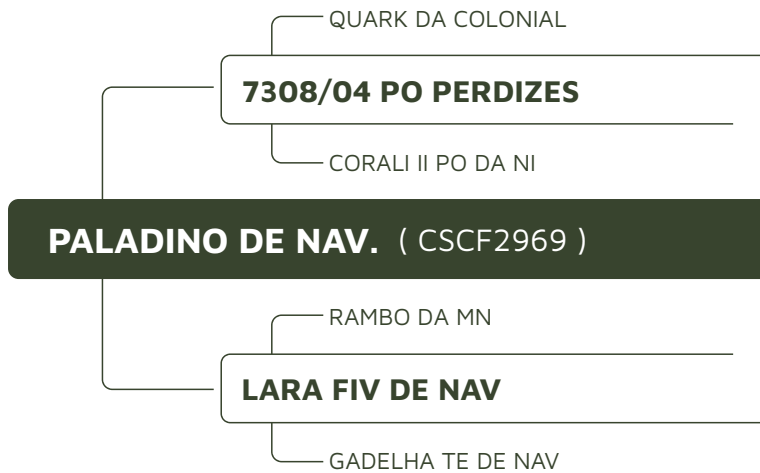 QUARK DA COLONIAL
7308/04 PO PERDIZES
CORALI II PO DA NI
PALADINO DE NAV. ( CSCF2969 )
RAMBO DA MN
LARA FIV DE NAV
GADELHA TE DE NAV